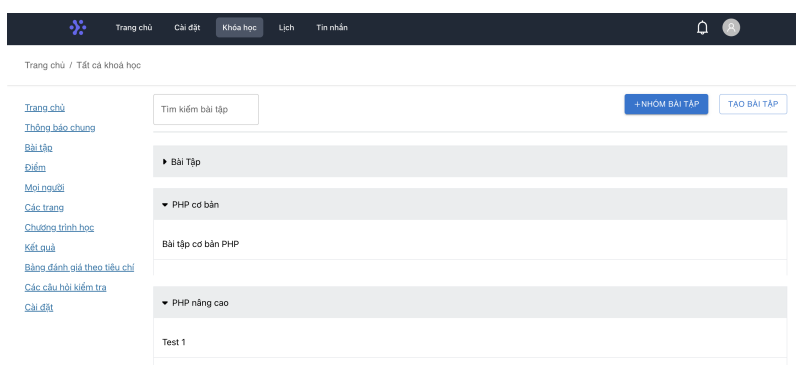 Trang chủ Cài đặt Khóa học Lịch Tin nhắn
Trang chủ / Tất cả khoá học
Trang chủ
Thông báo chung
Bài tập
Điểm
Mọi người
Các trang
Chương trình học
Kết quả
Bảng đánh giá theo tiêu chí
Các câu hỏi kiểm tra
Cài đặt
Tìm kiếm bài tập
+NHÓM BÀI TẬP
TẠO BÀI TẬP
Bài Tập
PHP cơ bản
Bài tập cơ bản PHP
PHP nâng cao
Test 1